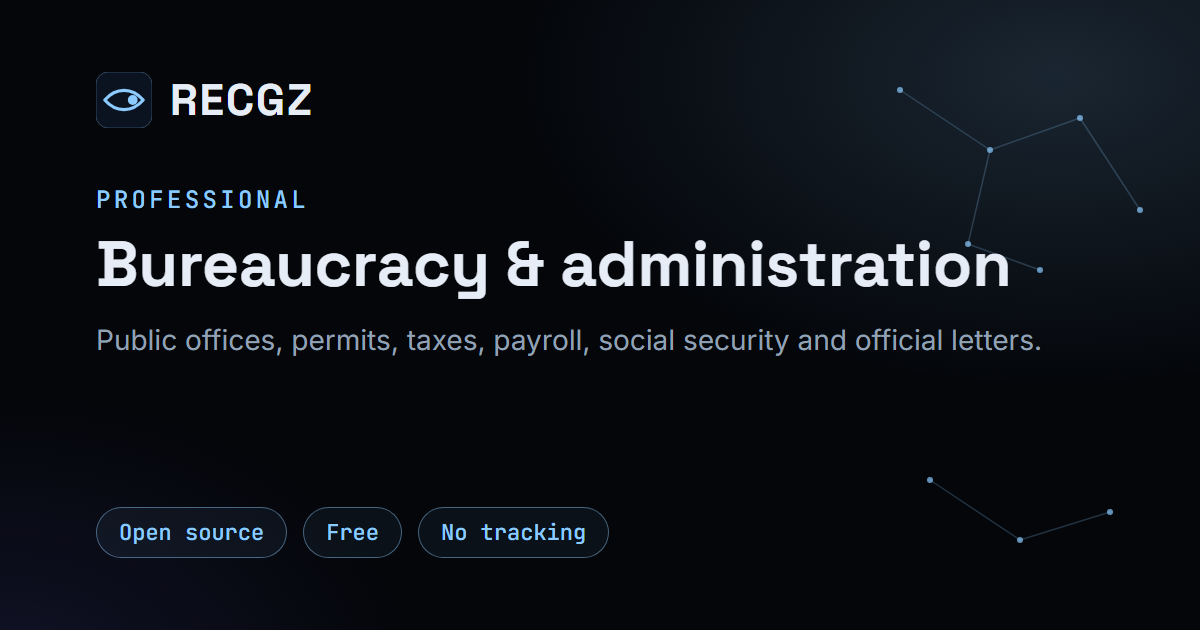 RECGZ
PROFESSIONAL
Bureaucracy & administration
Public offices, permits, taxes, payroll, social security and official letters.
Open source
Free
No tracking